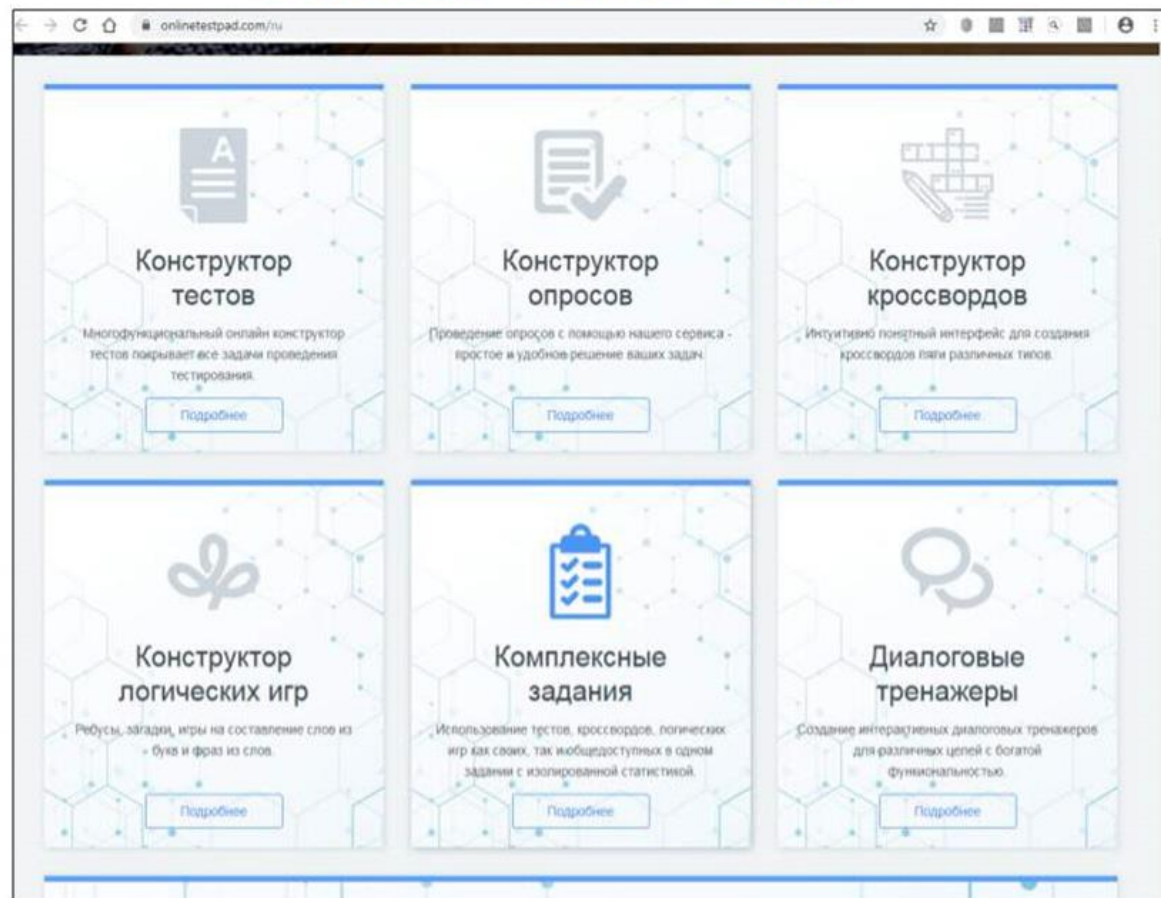 onlinetestpad.com/ru
A
Конструктор
тестов
Многофункциональный онлайн конструктор
тестов покрывает все задачи проведения
тестирования.
Подробнее
Конструктор
опросов
Проведение опросов с помощью нашего сервиса -
простое и удобное решение ваших задач.
Подробнее
Конструктор
кроссвордов
Интуитивно понятный интерфейс для создания
кроссвордов пяти различных типов.
Подробнее
Конструктор
логических игр
Ребусы, загадки, игры на составление слов из
букв и фраз из слов.
Подробнее
Комплексные
задания
Использование тестов, кроссвордов, логических
игр как своих, так и общедоступных в одном
задании с изолированной статистикой.
Подробнее
Диалоговые
тренажеры
Создание интерактивных диалоговых тренажеров
для различных целей с богатой
функциональностью.
Подробнее